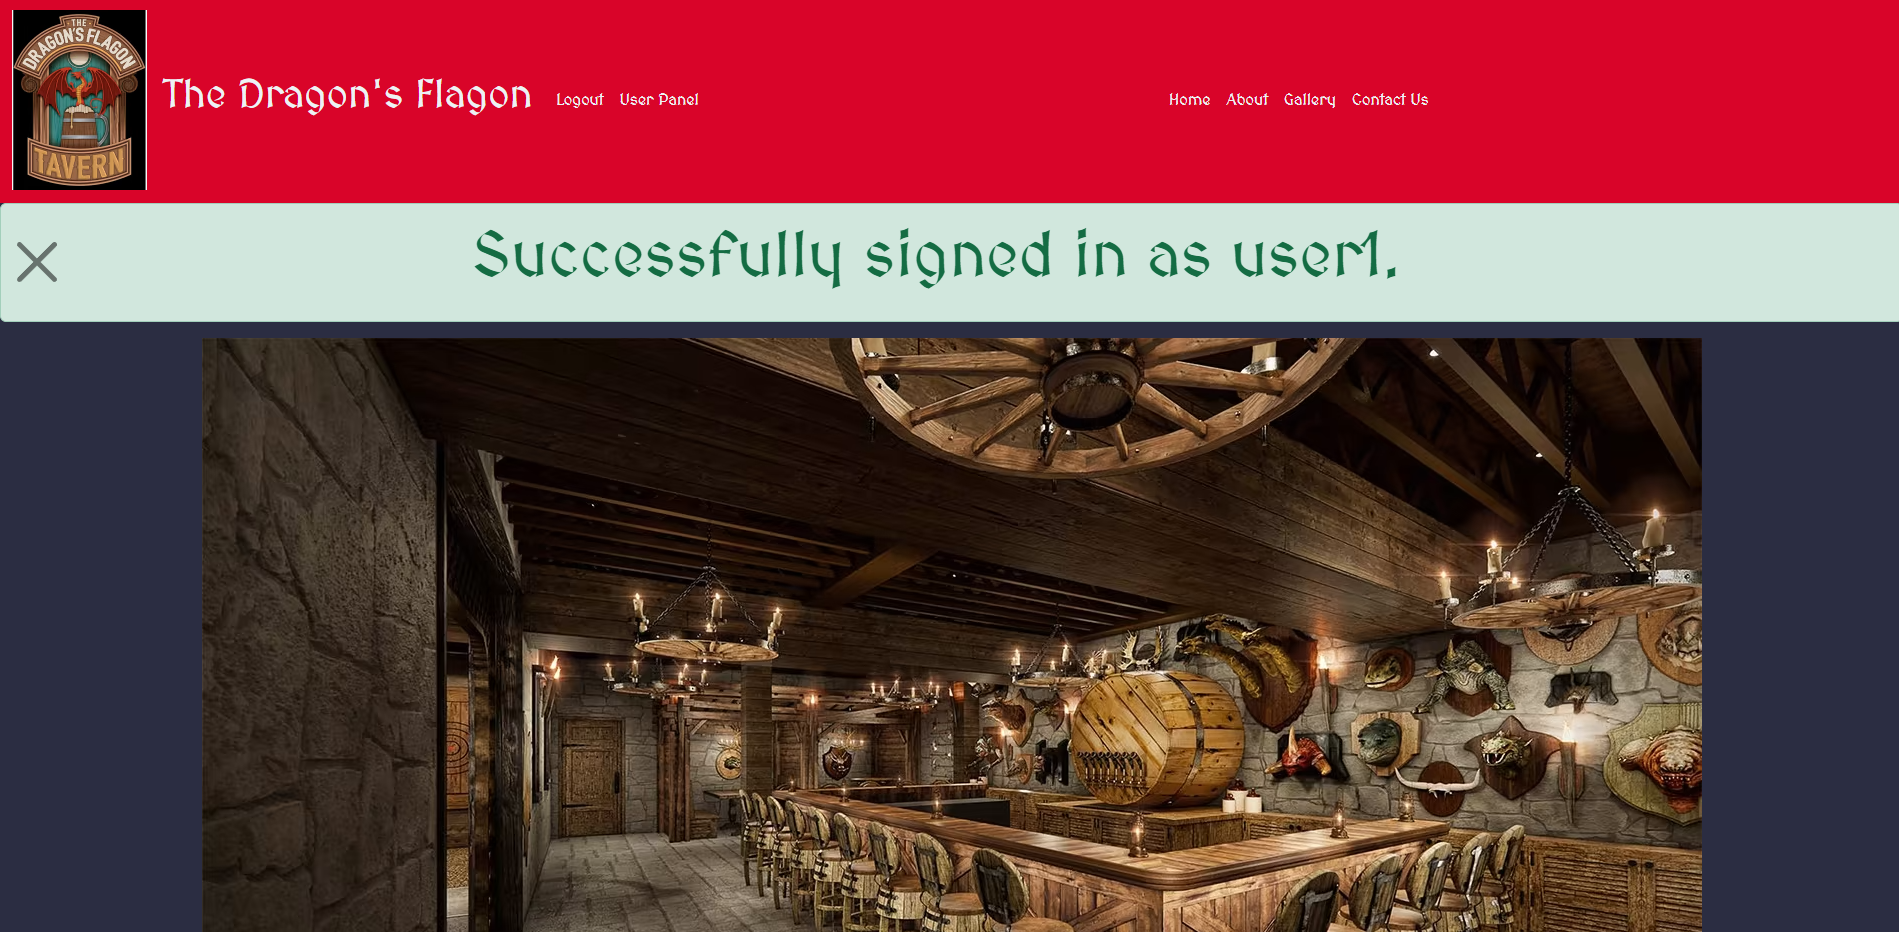 THE
DRAGON'S FLAGON
TAVERN
The Dragon's Flagon
Logout User Panel
Home About Gallery Contact Us
Successfully signed in as user1.